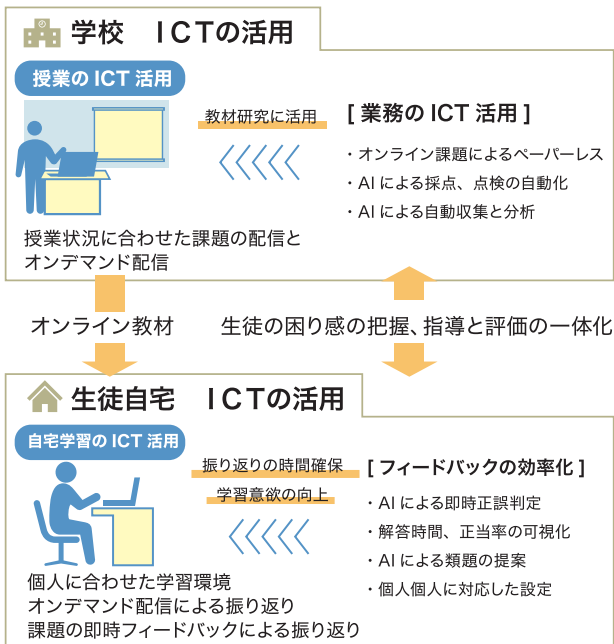 学校　ICTの活用
授業のICT活用
教材研究に活用
[ 業務のICT活用 ]
・オンライン課題によるペーパーレス
・AIによる採点、点検の自動化
・AIによる自動収集と分析
授業状況に合わせた課題の配信と
オンデマンド配信
オンライン教材
生徒の困り感の把握、指導と評価の一体化
生徒自宅　ICTの活用
自宅学習のICT活用
振り返りの時間確保
学習意欲の向上
[ フィードバックの効率化 ]
・AIによる即時正誤判定
・解答時間、正当率の可視化
・AIによる類題の提案
・個人個人に対応した設定
個人に合わせた学習環境
オンデマンド配信による振り返り
課題の即時フィードバックによる振り返り